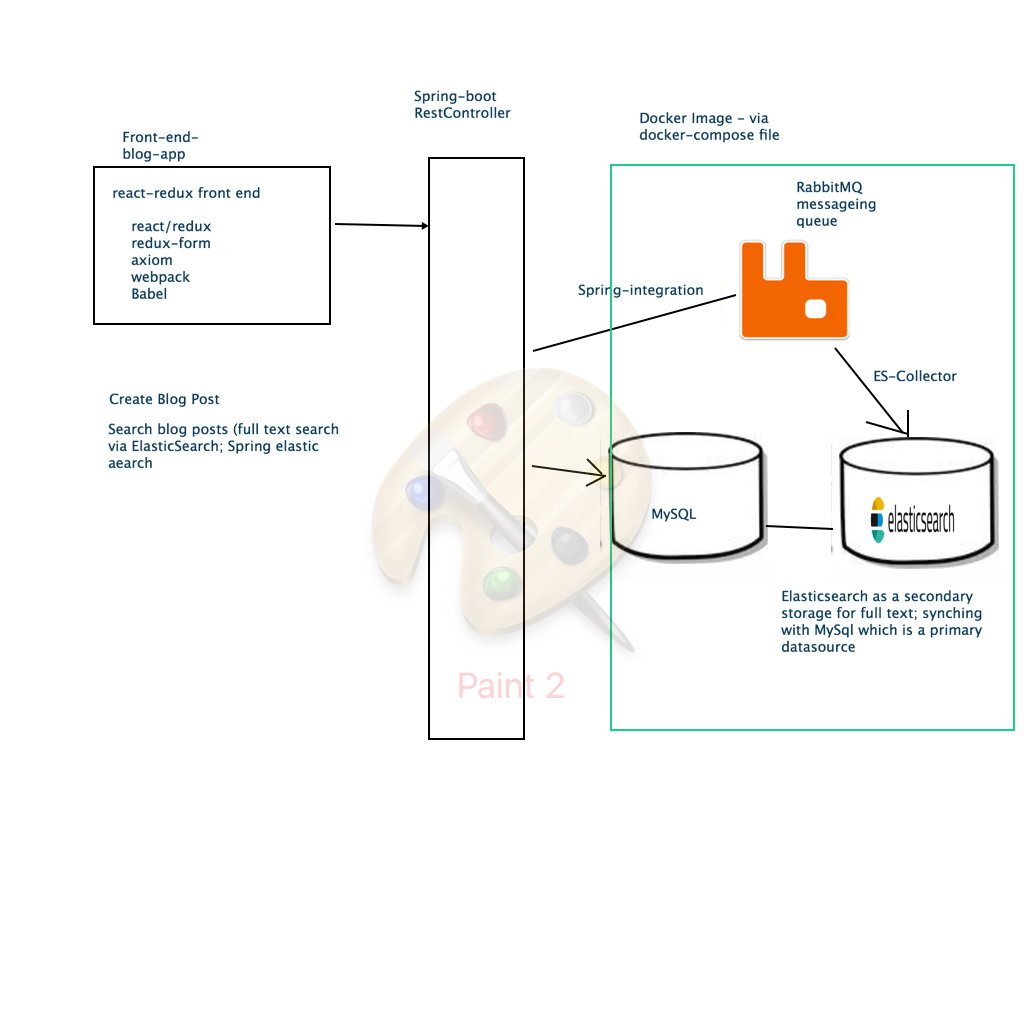 Spring-boot
RestController
Docker Image - via
docker-compose file
Front-end-
blog-app
react-redux front end
react/redux
redux-form
axiom
webpack
Babel
RabbitMQ
messageing
queue
Spring-integration
ES-Collector
Create Blog Post
Search blog posts (full text search
via ElasticSearch; Spring elastic
aearch
MySQL
elasticsearch
Elasticsearch as a secondary
storage for full text; synching
with MySql which is a primary
datasource
Paint 2